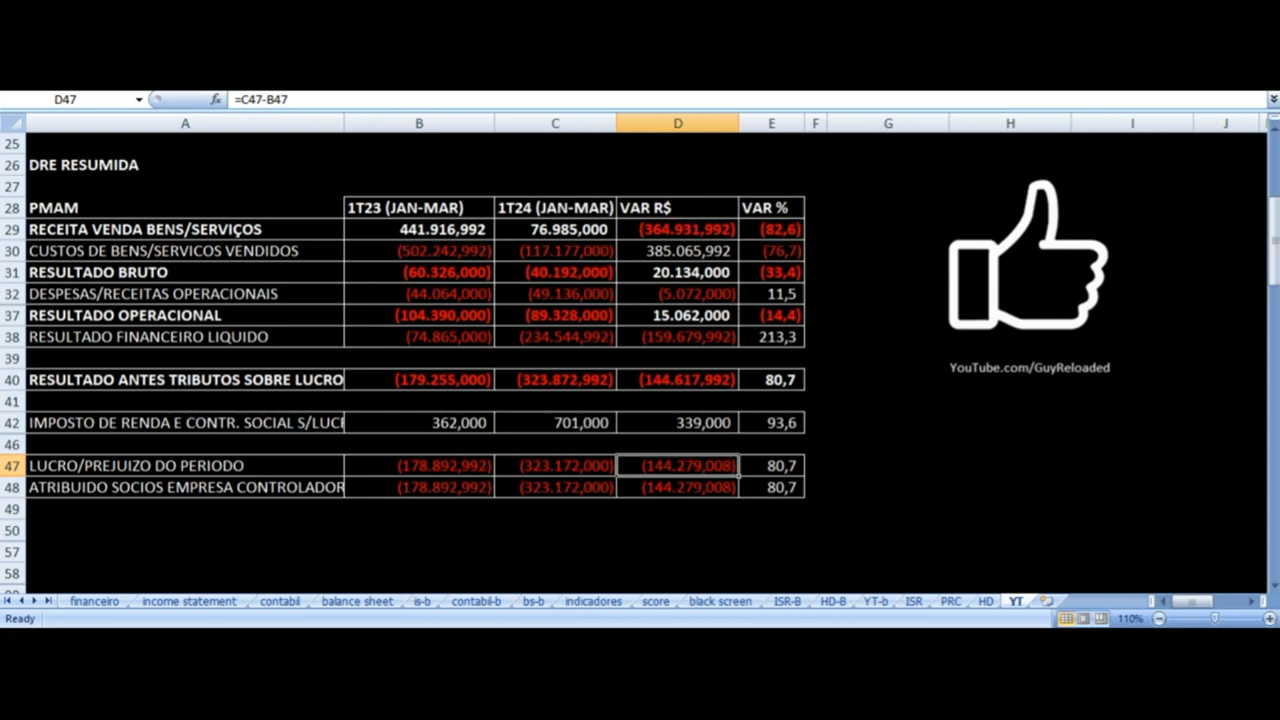 D47 fx =C47-B47
A B C D E F G H I J
25
26 DRE RESUMIDA
27
28 PMAM 1T23 (JAN-MAR) 1T24 (JAN-MAR) VAR R$ VAR %
29 RECEITA VENDA BENS/SERVIÇOS 441.916,992 76.985,000 (364.931,992) (82,6)
30 CUSTOS DE BENS/SERVICOS VENDIDOS (502.242,992) (117.177,000) 385.065,992 (76,7)
31 RESULTADO BRUTO (60.326,000) (40.192,000) 20.134,000 (33,4)
32 DESPESAS/RECEITAS OPERACIONAIS (44.064,000) (49.136,000) (5.072,000) 11,5
37 RESULTADO OPERACIONAL (104.390,000) (89.328,000) 15.062,000 (14,4)
38 RESULTADO FINANCEIRO LIQUIDO (74.865,000) (234.544,992) (159.679,992) 213,3
39
40 RESULTADO ANTES TRIBUTOS SOBRE LUCRO (179.255,000) (323.872,992) (144.617,992) 80,7
41
42 IMPOSTO DE RENDA E CONTR. SOCIAL S/LUCR 362,000 701,000 339,000 93,6
46
47 LUCRO/PREJUIZO DO PERIODO (178.892,992) (323.172,000) (144.279,008) 80,7
48 ATRIBUIDO SOCIOS EMPRESA CONTROLADOR (178.892,992) (323.172,000) (144.279,008) 80,7
49
50
57
58
YouTube.com/GuyReloaded
financeiro income statement contabil balance sheet is-b contabil-b bs-b indicadores score black screen ISR-B HD-B YT-b ISR PRC HD YT
Ready 110%